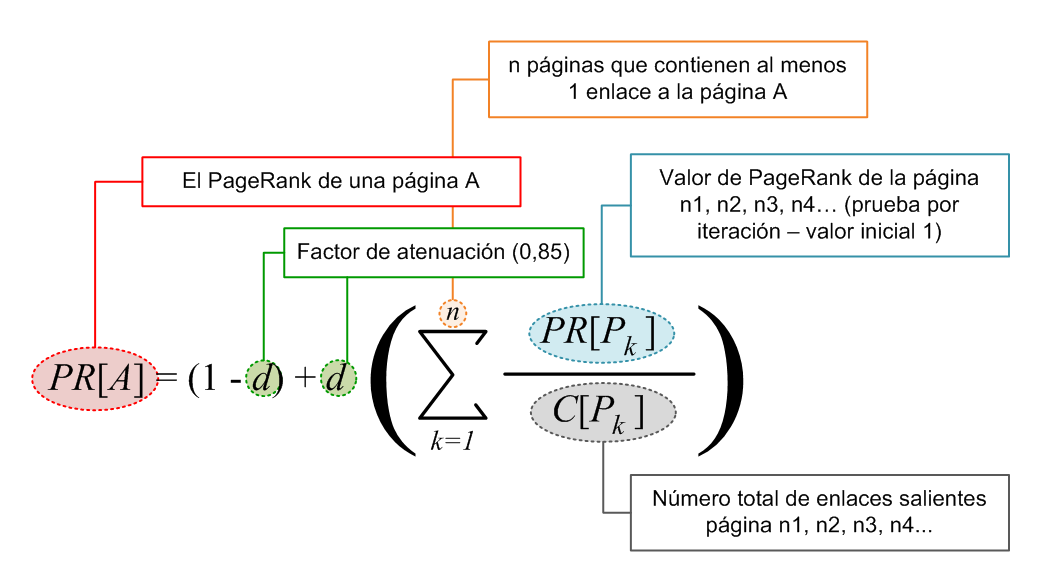 n páginas que contienen al menos
1 enlace a la página A
El PageRank de una página A
Valor de PageRank de la página
n1, n2, n3, n4… (prueba por
iteración – valor inicial 1)
Factor de atenuación (0,85)
n
PR[A] = (1 - d) + d ( ∑ PR[Pk]
C[Pk] )
k=1
Número total de enlaces salientes
página n1, n2, n3, n4...